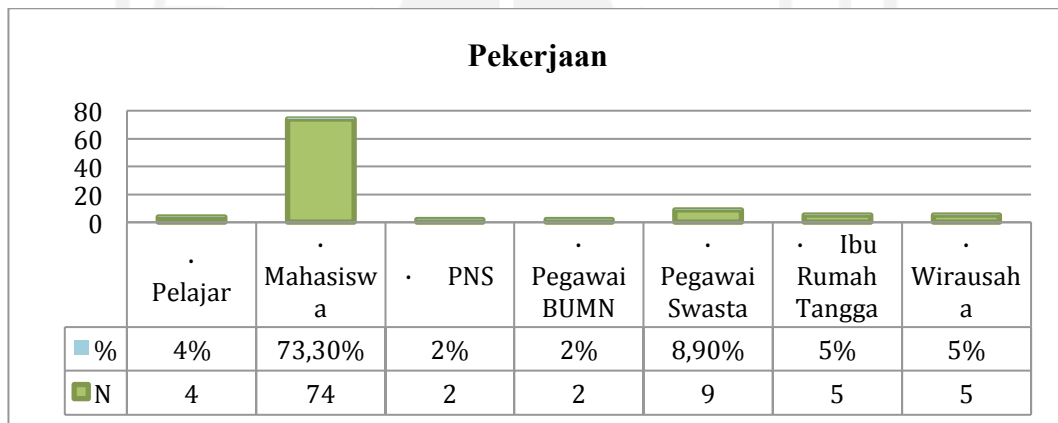 Pekerjaan
80
60
40
20
0
· Pelajar
· Mahasisw
a
· PNS
· Pegawai
BUMN
· Pegawai
Swasta
· Ibu
Rumah
Tangga
· Wirausah
a
% 4% 73,30% 2% 2% 8,90% 5% 5%
N 4 74 2 2 9 5 5